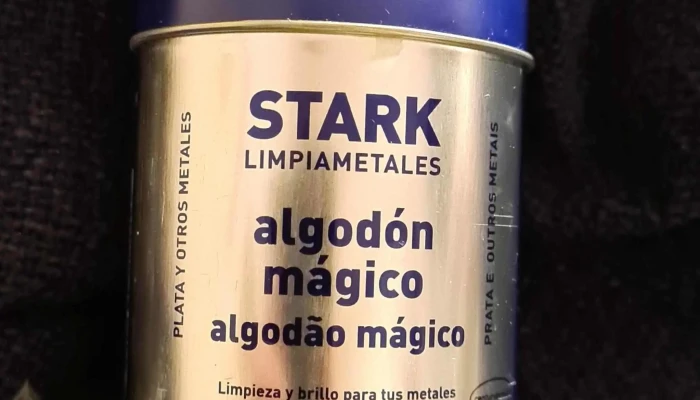 STARK
LIMPIAMETALES
PLATA Y OTROS METALES
algodón
mágico
algodão mágico
PRATA E OUTROS METAIS
Limpieza y brillo para tus metales